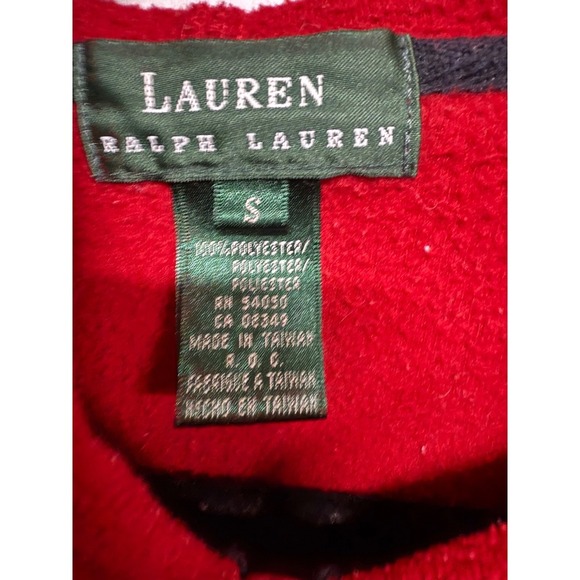 LAUREN
RALPH LAUREN
S
100% POLYESTER/
POLYESTER/
POLIESTER
RN 54050
CA 08349
MADE IN TAIWAN
R. O. C.
FABRIQUE A TAIWAN
HECHO EN TAIWAN